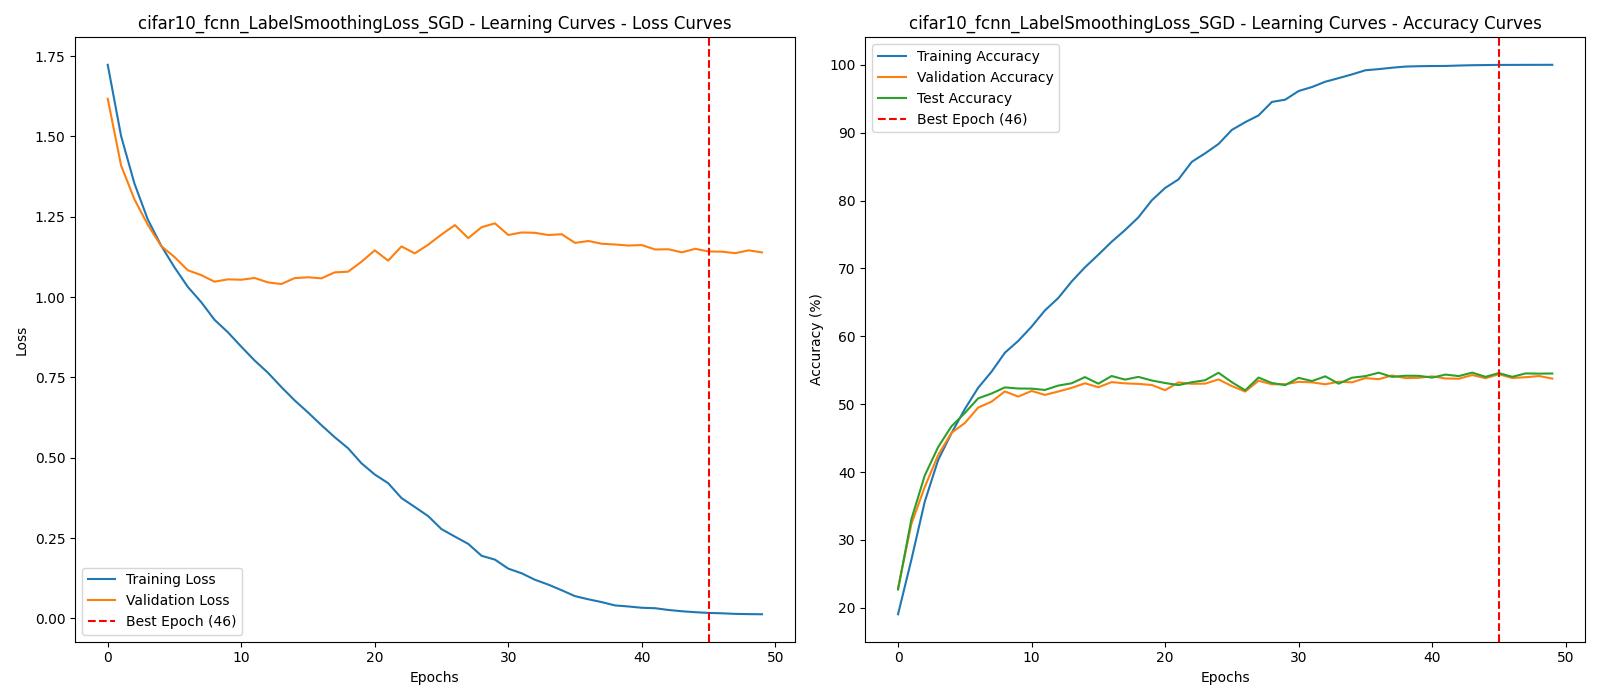 cifar10_fcnn_LabelSmoothingLoss_SGD - Learning Curves - Loss Curves
1.75
1.50
1.25
1.00
0.75
0.50
0.25
0.00
Loss
Training Loss
Validation Loss
Best Epoch (46)
0 10 20 30 40 50
Epochs
cifar10_fcnn_LabelSmoothingLoss_SGD - Learning Curves - Accuracy Curves
Training Accuracy
Validation Accuracy
Test Accuracy
Best Epoch (46)
100
90
80
70
60
50
40
30
20
Accuracy (%)
0 10 20 30 40 50
Epochs